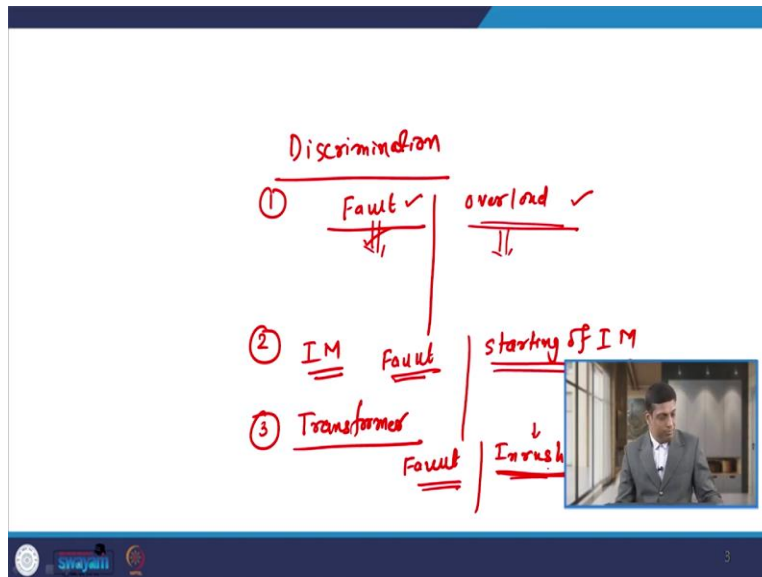 Discrimination
① Fault ✓ | overload ✓
② IM Fault | starting of IM
③ Transformer
Fault | Inrush
swayam
3